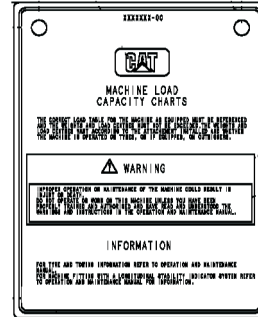 XXXXXXX-00
CAT
MACHINE LOAD
CAPACITY CHARTS
THE CORRECT LOAD TABLE FOR THE MACHINE AS EQUIPPED MUST BE REFERENCED
AND THE WEIGHTS AND LOAD CENTRES MUST NOT BE EXCEEDED. THE WEIGHTS AND
LOAD CENTRES VARY ACCORDING TO THE ATTACHMENT INSTALLED AND WHETHER
THE MACHINE IS OPERATED ON TYRES, OR IF EQUIPPED, ON OUTRIGGERS.
WARNING
IMPROPER OPERATION OR MAINTENANCE OF THE MACHINE COULD RESULT IN
INJURY OR DEATH.
DO NOT OPERATE OR WORK ON THIS MACHINE UNLESS YOU HAVE BEEN
PROPERLY TRAINED AND AUTHORISED AND HAVE READ AND UNDERSTOOD THE
WARNINGS AND INSTRUCTIONS IN THE OPERATION AND MAINTENANCE MANUAL.
INFORMATION
FOR TYRE AND TOWING INFORMATION REFER TO OPERATION AND MAINTENANCE
MANUAL.
FOR MACHINE FITTED WITH A LONGITUDINAL STABILITY INDICATOR SYSTEM REFER
TO OPERATION AND MAINTENANCE MANUAL FOR INFORMATION.